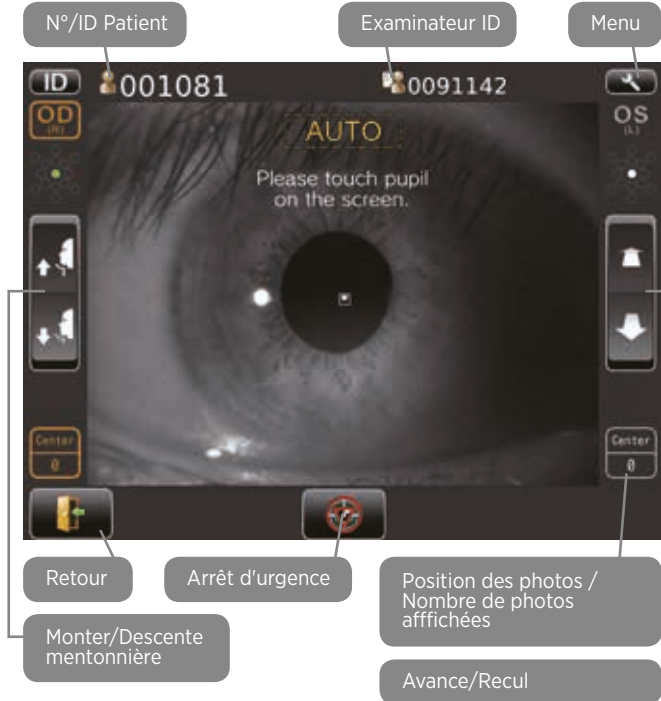 N°/ID Patient
Examinateur ID
Menu
ID
001081
0091142
OD
(R)
OS
(L)
AUTO
Please touch pupil
on the screen.
Center
0
Center
0
Retour
Arrêt d'urgence
Position des photos /
Nombre de photos
afffichées
Monter/Descente
mentonnière
Avance/Recul